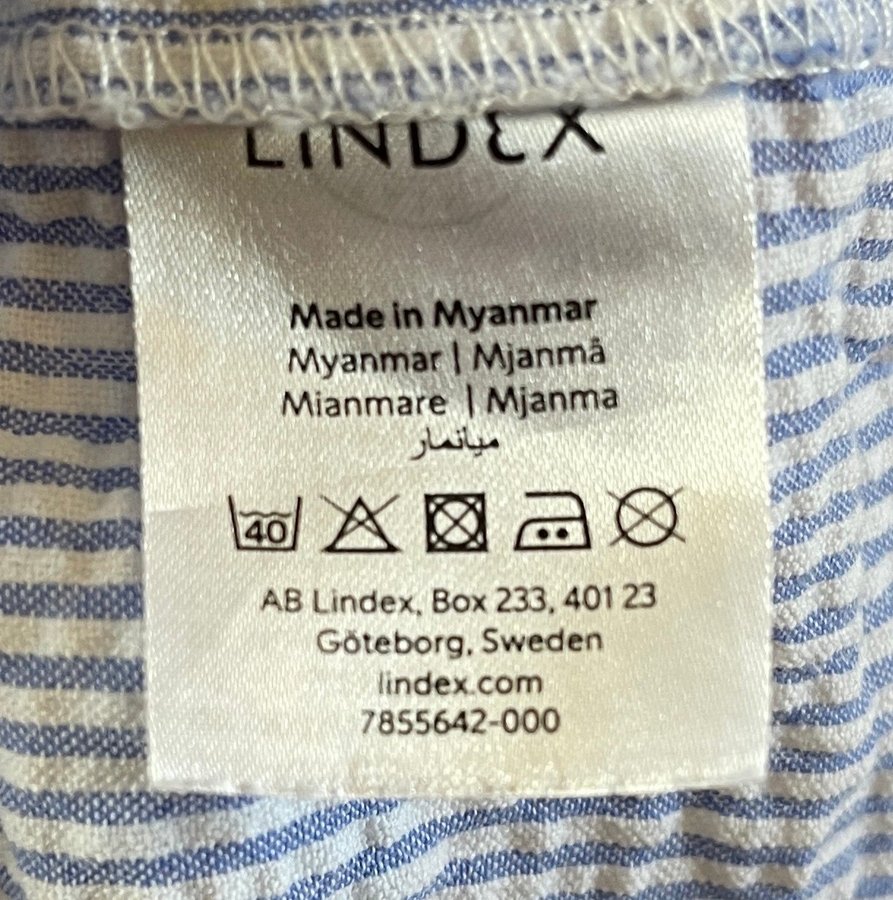 LINDEX
Made in Myanmar
Myanmar | Mjanmā
Mianmare | Mjanma
ميانمار
40
AB Lindex, Box 233, 401 23
Göteborg, Sweden
lindex.com
7855642-000